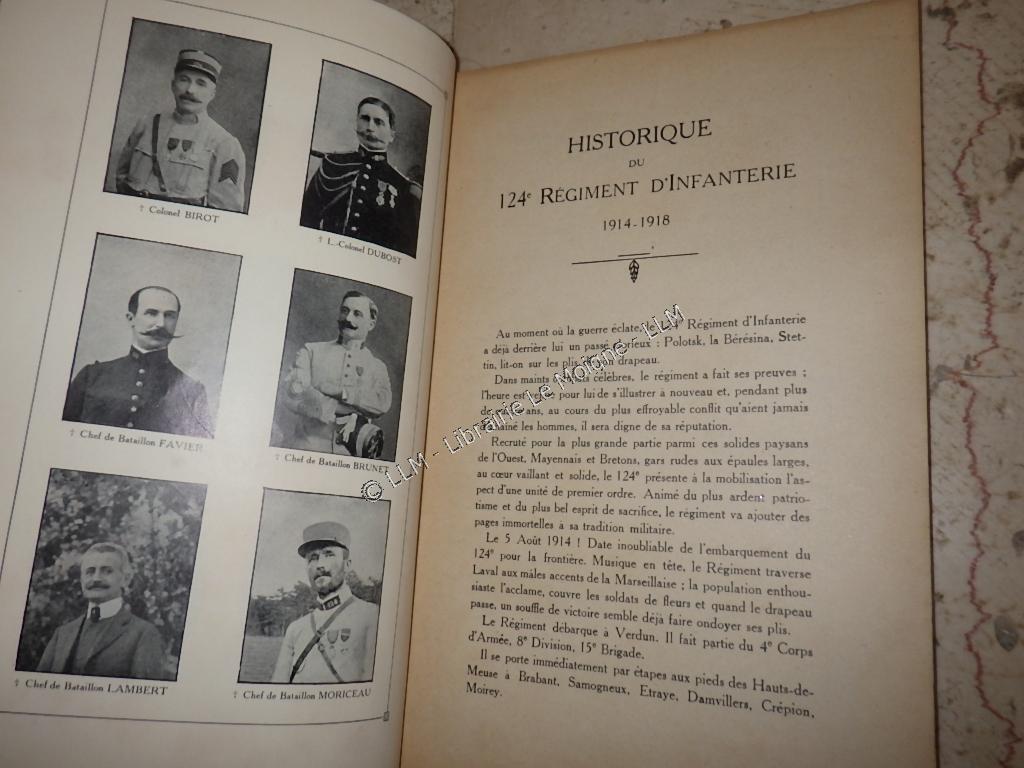 † Colonel BIROT
† L.-Colonel DUBOST
† Chef de Bataillon FAVIER
† Chef de Bataillon BRUNET
† Chef de Bataillon LAMBERT
† Chef de Bataillon MORICEAU
HISTORIQUE
DU
124e RÉGIMENT D'INFANTERIE
1914-1918
Au moment où la guerre éclate, le Régiment d'Infanterie
a déjà derrière lui un passé glorieux : Polotsk, la Bérésina, Stet-
tin, lit-on sur les plis de son drapeau.
Dans maints célèbres, le régiment a fait ses preuves ;
l'heure est pour lui de s'illustrer à nouveau et, pendant plus
de ans, au cours du plus effroyable conflit qu'aient jamais
les hommes, il sera digne de sa réputation.
Recruté pour la plus grande partie parmi ces solides paysans
de l'Ouest, Mayennais et Bretons, gars rudes aux épaules larges,
au cœur vaillant et solide, le 124e présente à la mobilisation l'as-
pect d'une unité de premier ordre. Animé du plus ardent patrio-
tisme et du plus bel esprit de sacrifice, le régiment va ajouter des
pages immortelles à sa tradition militaire.
Le 5 Août 1914 ! Date inoubliable de l'embarquement du
124e pour la frontière. Musique en tête, le Régiment traverse
Laval aux mâles accents de la Marseillaise ; la population enthou-
siaste l'acclame, couvre les soldats de fleurs et quand le drapeau
passe, un souffle de victoire semble déjà faire ondoyer ses plis.
Le Régiment débarque à Verdun. Il fait partie du 4e Corps
d'Armée, 8e Division, 15e Brigade.
Il se porte immédiatement par étapes aux pieds des Hauts-de-
Meuse à Brabant, Samogneux, Etraye, Damvillers, Crépion,
Moirey.
© LLM - Librairie Le Moigne - LLM